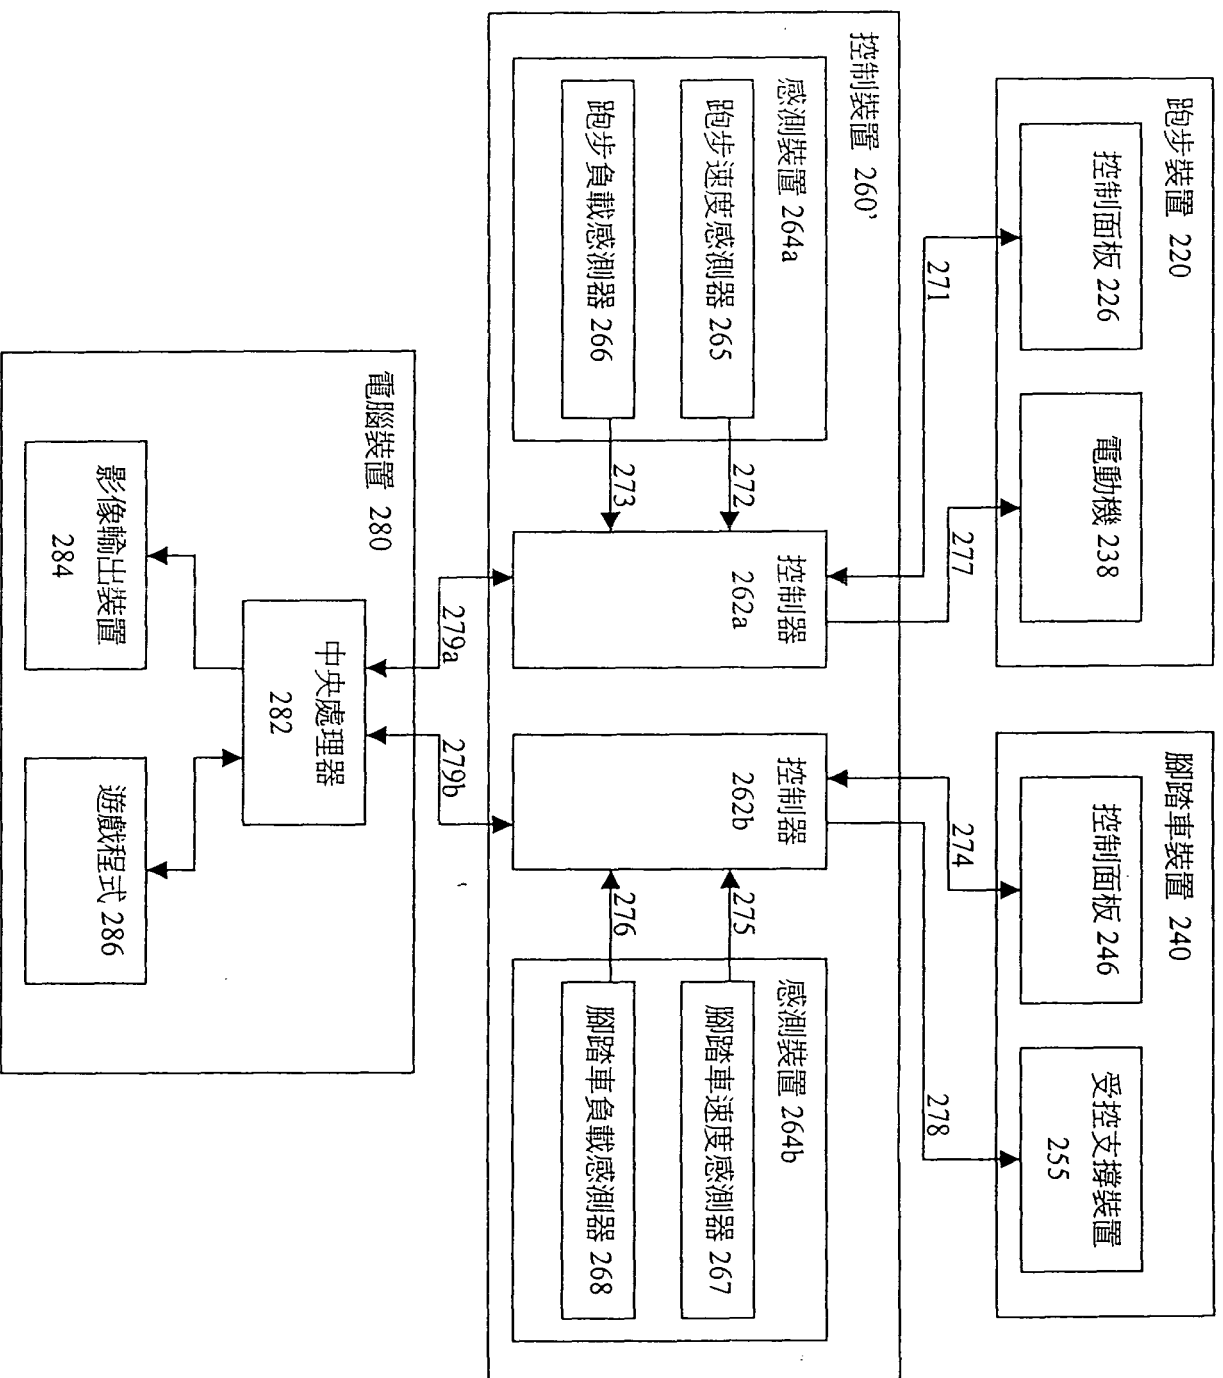 跑步裝置 220
控制面板 226
電動機 238
腳踏車裝置 240
控制面板 246
受控支撐裝置
255
271
277
274
278
控制裝置 260’
感測裝置 264a
跑步速度感測器 265
跑步負載感測器 266
272
273
控制器
262a
控制器
262b
275
276
感測裝置 264b
腳踏車速度感測器 267
腳踏車負載感測器 268
279a
279b
電腦裝置 280
中央處理器
282
影像輸出裝置
284
遊戲程式 286